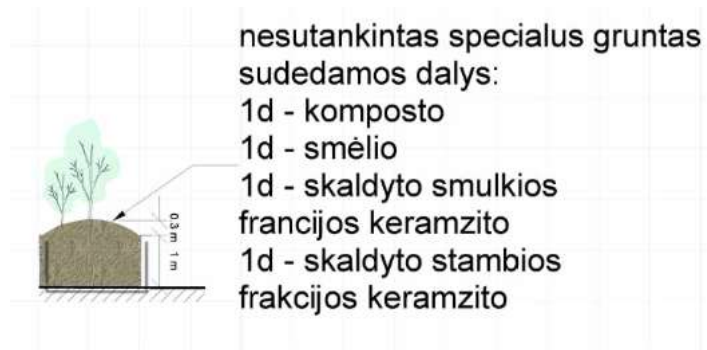 nesutankintas specialus gruntas
sudedamos dalys:
1d - komposto
1d - smėlio
1d - skaldyto smulkios
francijos keramzito
1d - skaldyto stambios
frakcijos keramzito
0.3 m
1 m